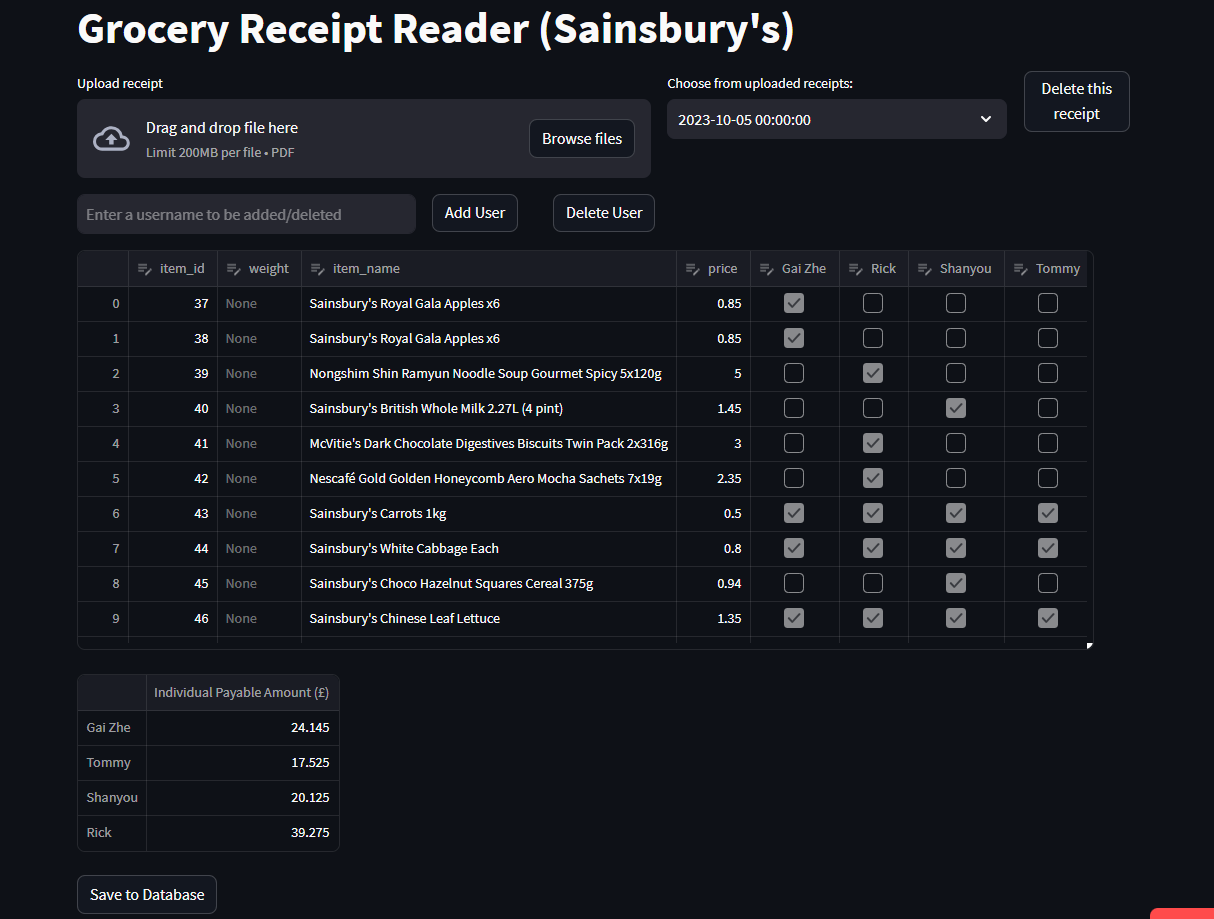 Grocery Receipt Reader (Sainsbury's)
Upload receipt
Drag and drop file here
Limit 200MB per file • PDF
Browse files
Choose from uploaded receipts:
2023-10-05 00:00:00
Delete this
receipt
Enter a username to be added/deleted
Add User
Delete User
item_id weight item_name price Gai Zhe Rick Shanyou Tommy
0 37 None Sainsbury's Royal Gala Apples x6 0.85
1 38 None Sainsbury's Royal Gala Apples x6 0.85
2 39 None Nongshim Shin Ramyun Noodle Soup Gourmet Spicy 5x120g 5
3 40 None Sainsbury's British Whole Milk 2.27L (4 pint) 1.45
4 41 None McVitie's Dark Chocolate Digestives Biscuits Twin Pack 2x316g 3
5 42 None Nescafé Gold Golden Honeycomb Aero Mocha Sachets 7x19g 2.35
6 43 None Sainsbury's Carrots 1kg 0.5
7 44 None Sainsbury's White Cabbage Each 0.8
8 45 None Sainsbury's Choco Hazelnut Squares Cereal 375g 0.94
9 46 None Sainsbury's Chinese Leaf Lettuce 1.35
Individual Payable Amount (£)
Gai Zhe 24.145
Tommy 17.525
Shanyou 20.125
Rick 39.275
Save to Database